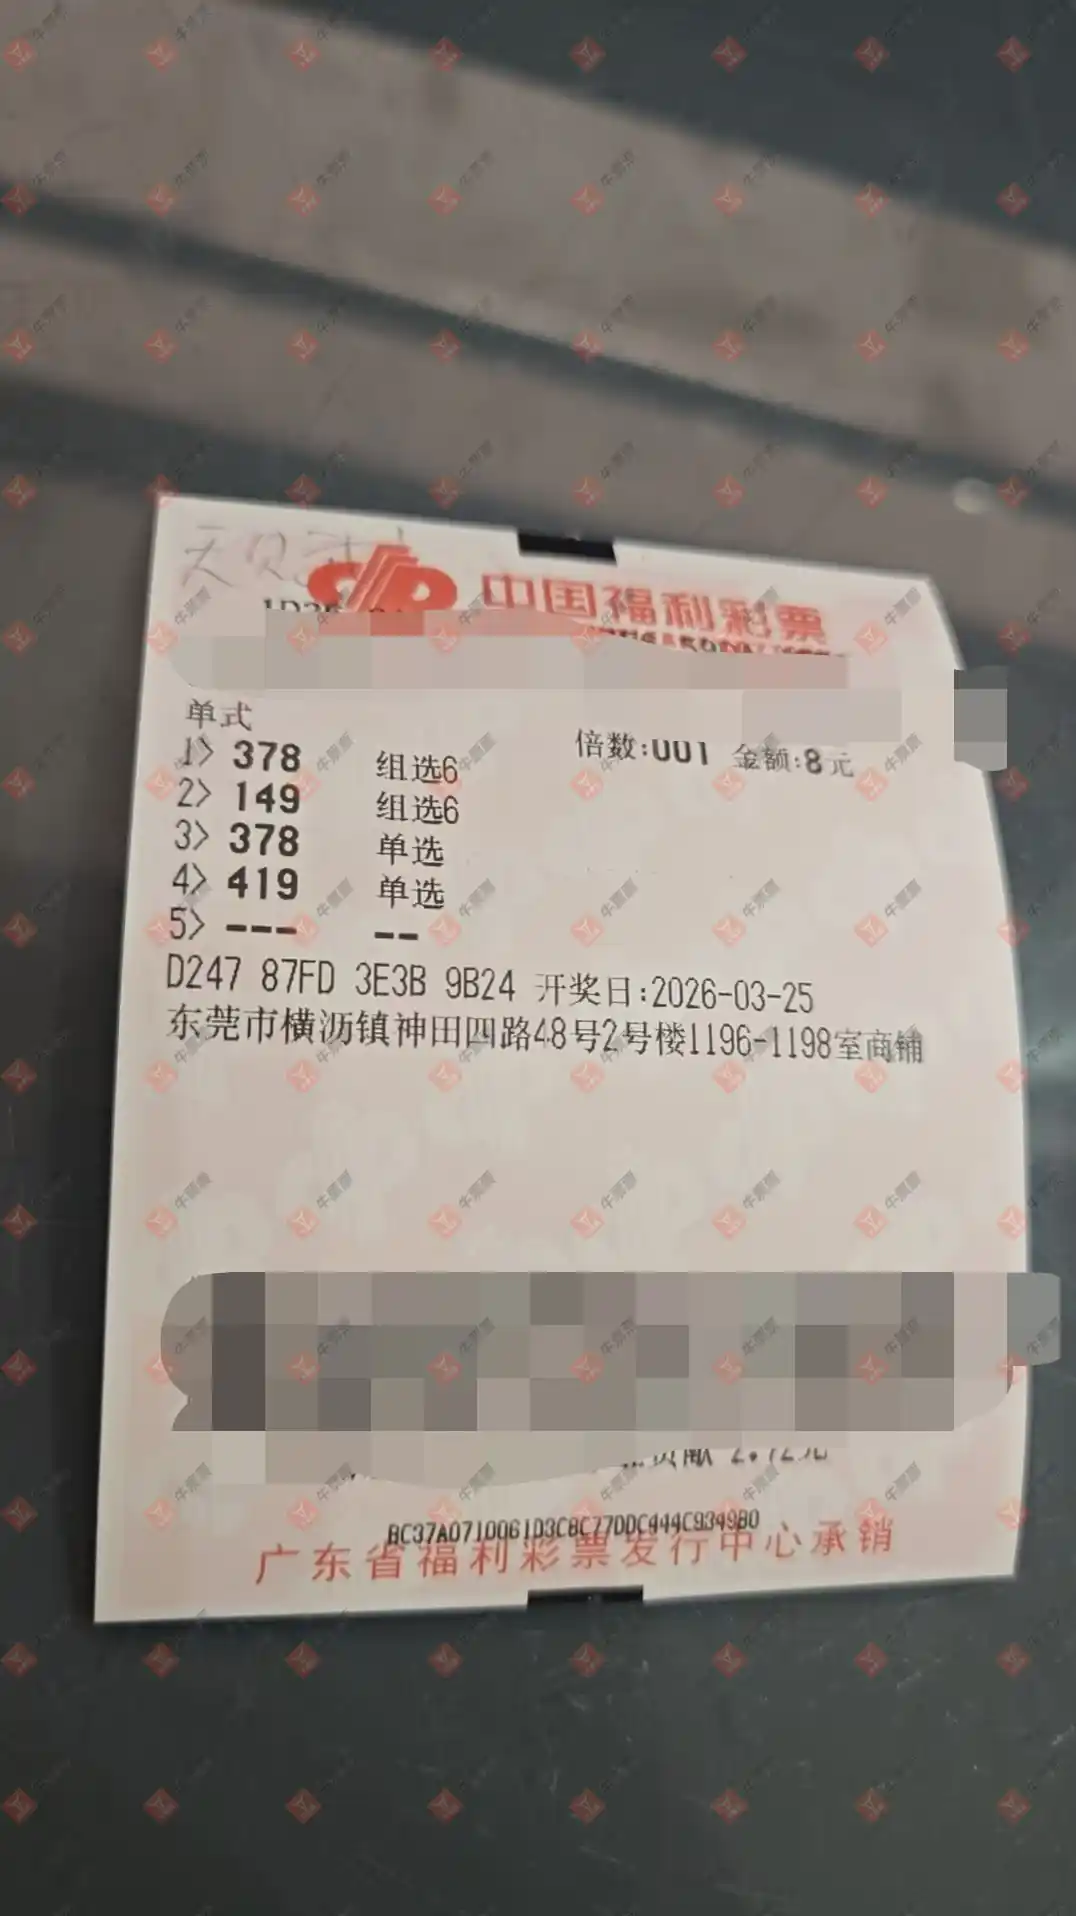 中国福利彩票
单式
倍数:001 金额:8元
1> 378 组选6
2> 149 组选6
3> 378 单选
4> 419 单选
5> --- --
D247 87FD 3E3B 9B24 开奖日:2026-03-25
东莞市横沥镇神田四路48号2号楼1196-1198室商铺
广东省福利彩票发行中心承销
牛票票